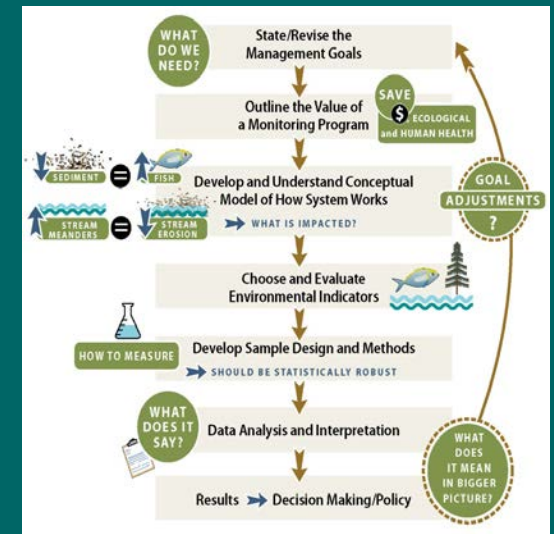 WHAT
DO WE
NEED?
State/Revise the
Management Goals
Outline the Value of
a Monitoring Program
SAVE
$
ECOLOGICAL
and HUMAN HEALTH
SEDIMENT
=
FISH
STREAM
MEANDERS
=
STREAM
EROSION
Develop and Understand Conceptual
Model of How System Works
WHAT IS IMPACTED?
GOAL
ADJUSTMENTS
?
Choose and Evaluate
Environmental Indicators
HOW TO MEASURE
Develop Sample Design and Methods
SHOULD BE STATISTICALLY ROBUST
WHAT
DOES IT
SAY?
Data Analysis and Interpretation
WHAT
DOES
IT MEAN
IN BIGGER
PICTURE?
Results Decision Making/Policy